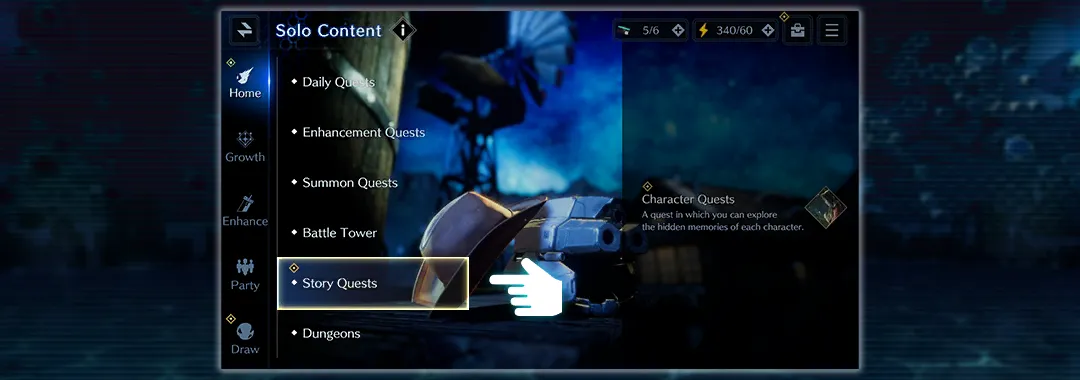 Solo Content
5/6
340/60
Home
Growth
Enhance
Party
Draw
Daily Quests
Enhancement Quests
Summon Quests
Battle Tower
Story Quests
Dungeons
Character Quests
A quest in which you can explore
the hidden memories of each character.